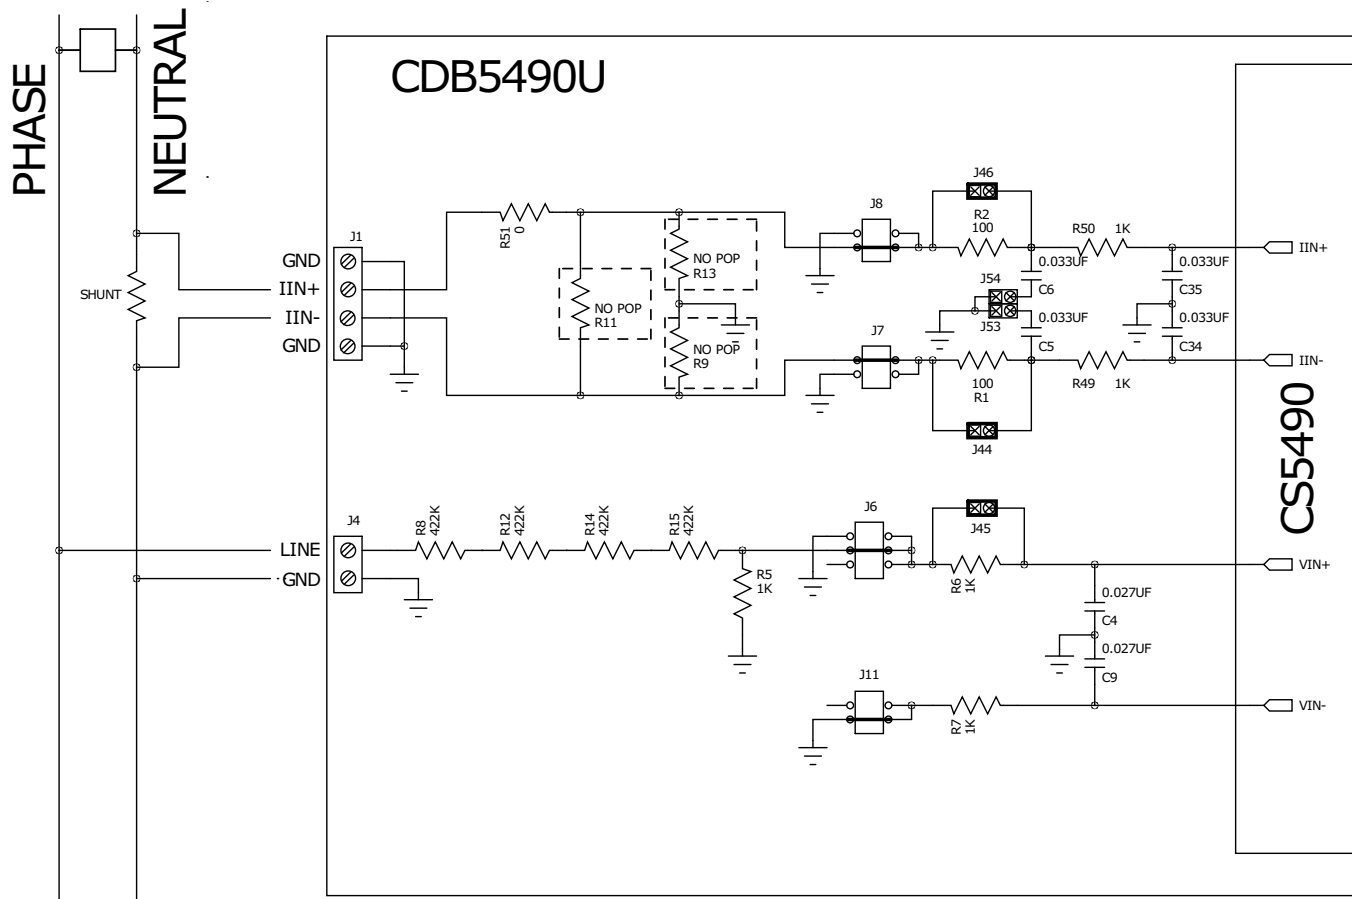 PHASE
NEUTRAL
CDB5490U
CS5490
SHUNT
J1
GND
IIN+
IIN-
GND
R51
0
NO POP
R13
NO POP
R11
NO POP
R9
J8
J46
R2
100
R50 1K
IIN+
0.033UF
C6
0.033UF
C35
J54
J53
0.033UF
C5
0.033UF
C34
J7
100
R1
R49 1K
IIN-
J44
J4
LINE
GND
R8
422K
R12
422K
R14
422K
R15
422K
R5
1K
J6
J45
R6
1K
VIN+
0.027UF
C4
0.027UF
C9
J11
R7
1K
VIN-